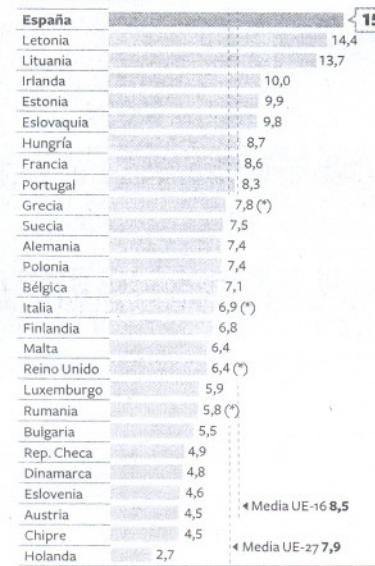 España 15
Letonia 14,4
Lituania 13,7
Irlanda 10,0
Estonia 9,9
Eslovaquia 9,8
Hungría 8,7
Francia 8,6
Portugal 8,3
Grecia 7,8 (*)
Suecia 7,5
Alemania 7,4
Polonia 7,4
Bélgica 7,1
Italia 6,9 (*)
Finlandia 6,8
Malta 6,4
Reino Unido 6,4 (*)
Luxemburgo 5,9
Rumania 5,8 (*)
Bulgaria 5,5
Rep. Checa 4,9
Dinamarca 4,8
Eslovenia 4,6
Austria 4,5 Media UE-16 8,5
Chipre 4,5
Holanda 2,7 Media UE-27 7,9